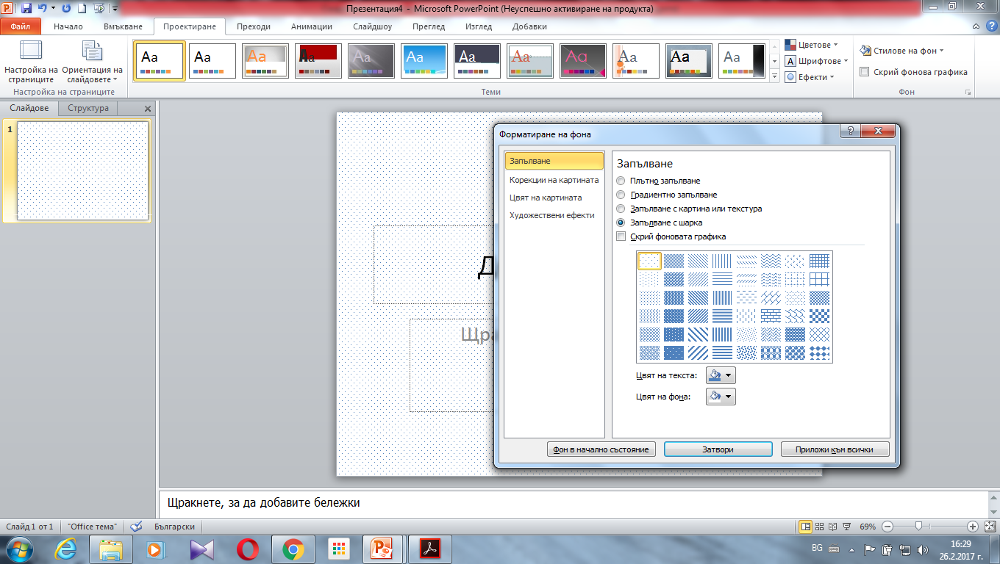 Презентация4 - Microsoft PowerPoint (Неуспешно активиране на продукта)
Файл Начало Вмъкване Проектиране Преходи Анимации Слайдшоу Преглед Изглед Добавки
Настройка на страниците
Ориентация на слайдовете
Aa Aa Aa Aa Aa Aa Aa Aa Aa Aa Aa Aa
Цветове
Шрифтове
Ефекти
Стилове на фон
Скрий фонова графика
Настройка на страниците Теми Фон
Слайдове Структура
1
Д
Щра
Форматиране на фона
Запълване
Корекции на картината
Цвят на картината
Художествени ефекти
Запълване
Плътно запълване
Градиентно запълване
Запълване с картина или текстура
Запълване с шарка
Скрий фоновата графика
Цвят на текста:
Цвят на фона:
Фон в начално състояние Затвори Приложи към всички
Щракнете, за да добавите бележки
Слайд 1 от 1 "Office тема" Български 69%
BG 16:29
26.2.2017 г.